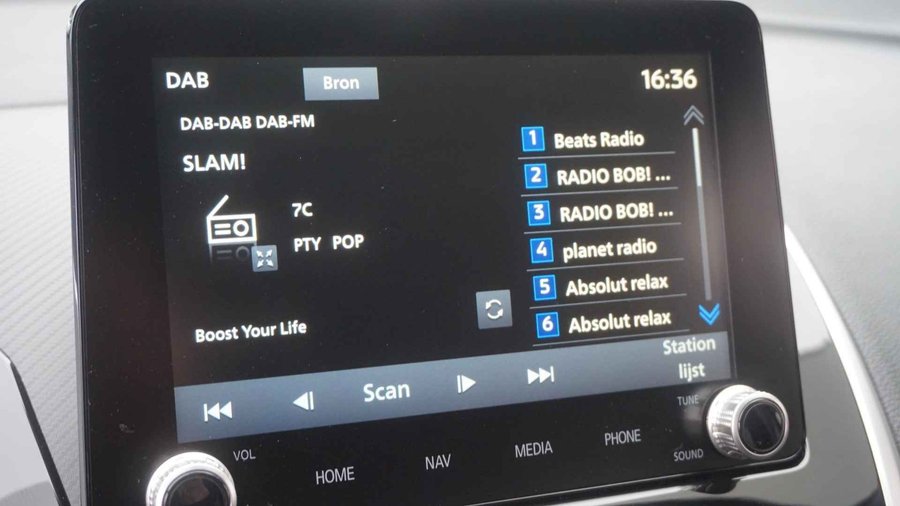 DAB Bron 16:36
DAB-DAB DAB-FM
SLAM!
7C
PTY POP
Boost Your Life
1 Beats Radio
2 RADIO BOB! ...
3 RADIO BOB! ...
4 planet radio
5 Absolut relax
6 Absolut relax
Scan
Station
lijst
VOL HOME NAV MEDIA PHONE
TUNE
SOUND